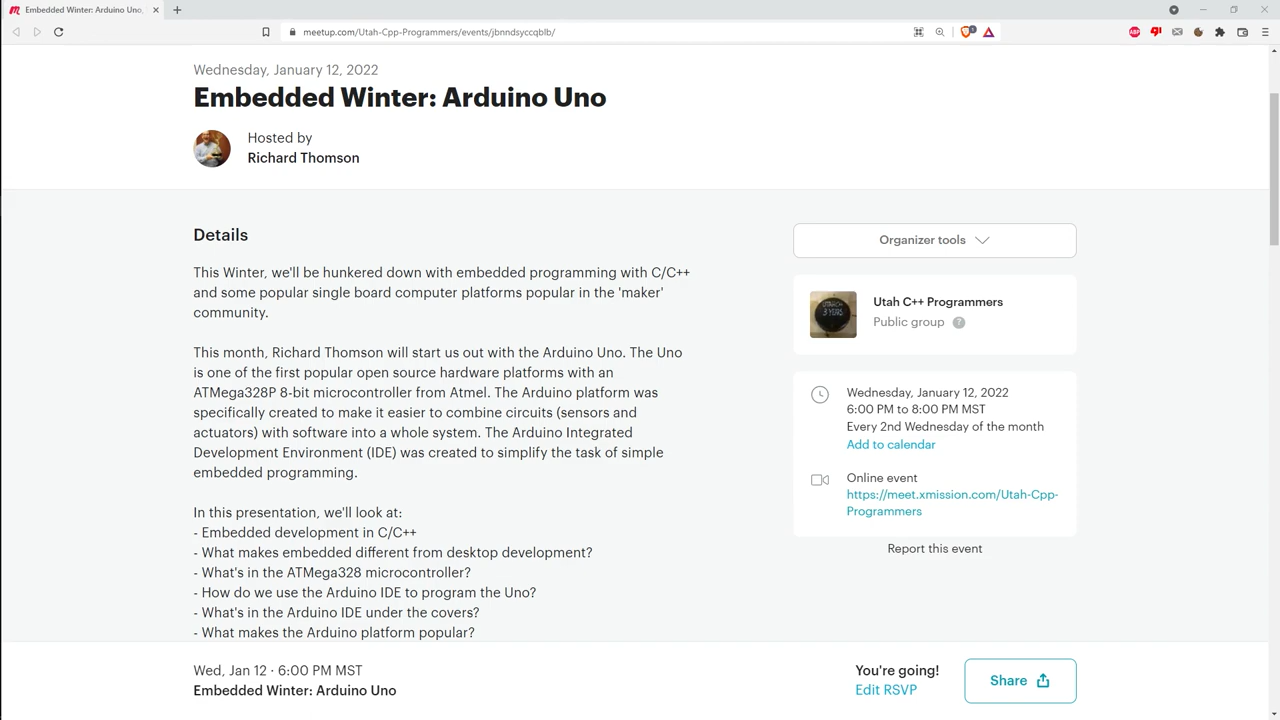 Embedded Winter: Arduino Uno,
meetup.com/Utah-Cpp-Programmers/events/jbnndsyccqblb/
Wednesday, January 12, 2022
Embedded Winter: Arduino Uno
Hosted by
Richard Thomson
Details
This Winter, we'll be hunkered down with embedded programming with C/C++
and some popular single board computer platforms popular in the 'maker'
community.
This month, Richard Thomson will start us out with the Arduino Uno. The Uno
is one of the first popular open source hardware platforms with an
ATMega328P 8-bit microcontroller from Atmel. The Arduino platform was
specifically created to make it easier to combine circuits (sensors and
actuators) with software into a whole system. The Arduino Integrated
Development Environment (IDE) was created to simplify the task of simple
embedded programming.
In this presentation, we'll look at:
- Embedded development in C/C++
- What makes embedded different from desktop development?
- What's in the ATMega328 microcontroller?
- How do we use the Arduino IDE to program the Uno?
- What's in the Arduino IDE under the covers?
- What makes the Arduino platform popular?
Organizer tools
Utah C++ Programmers
Public group ?
Wednesday, January 12, 2022
6:00 PM to 8:00 PM MST
Every 2nd Wednesday of the month
Add to calendar
Online event
https://meet.xmission.com/Utah-Cpp-
Programmers
Report this event
Wed, Jan 12 · 6:00 PM MST
Embedded Winter: Arduino Uno
You're going!
Edit RSVP
Share